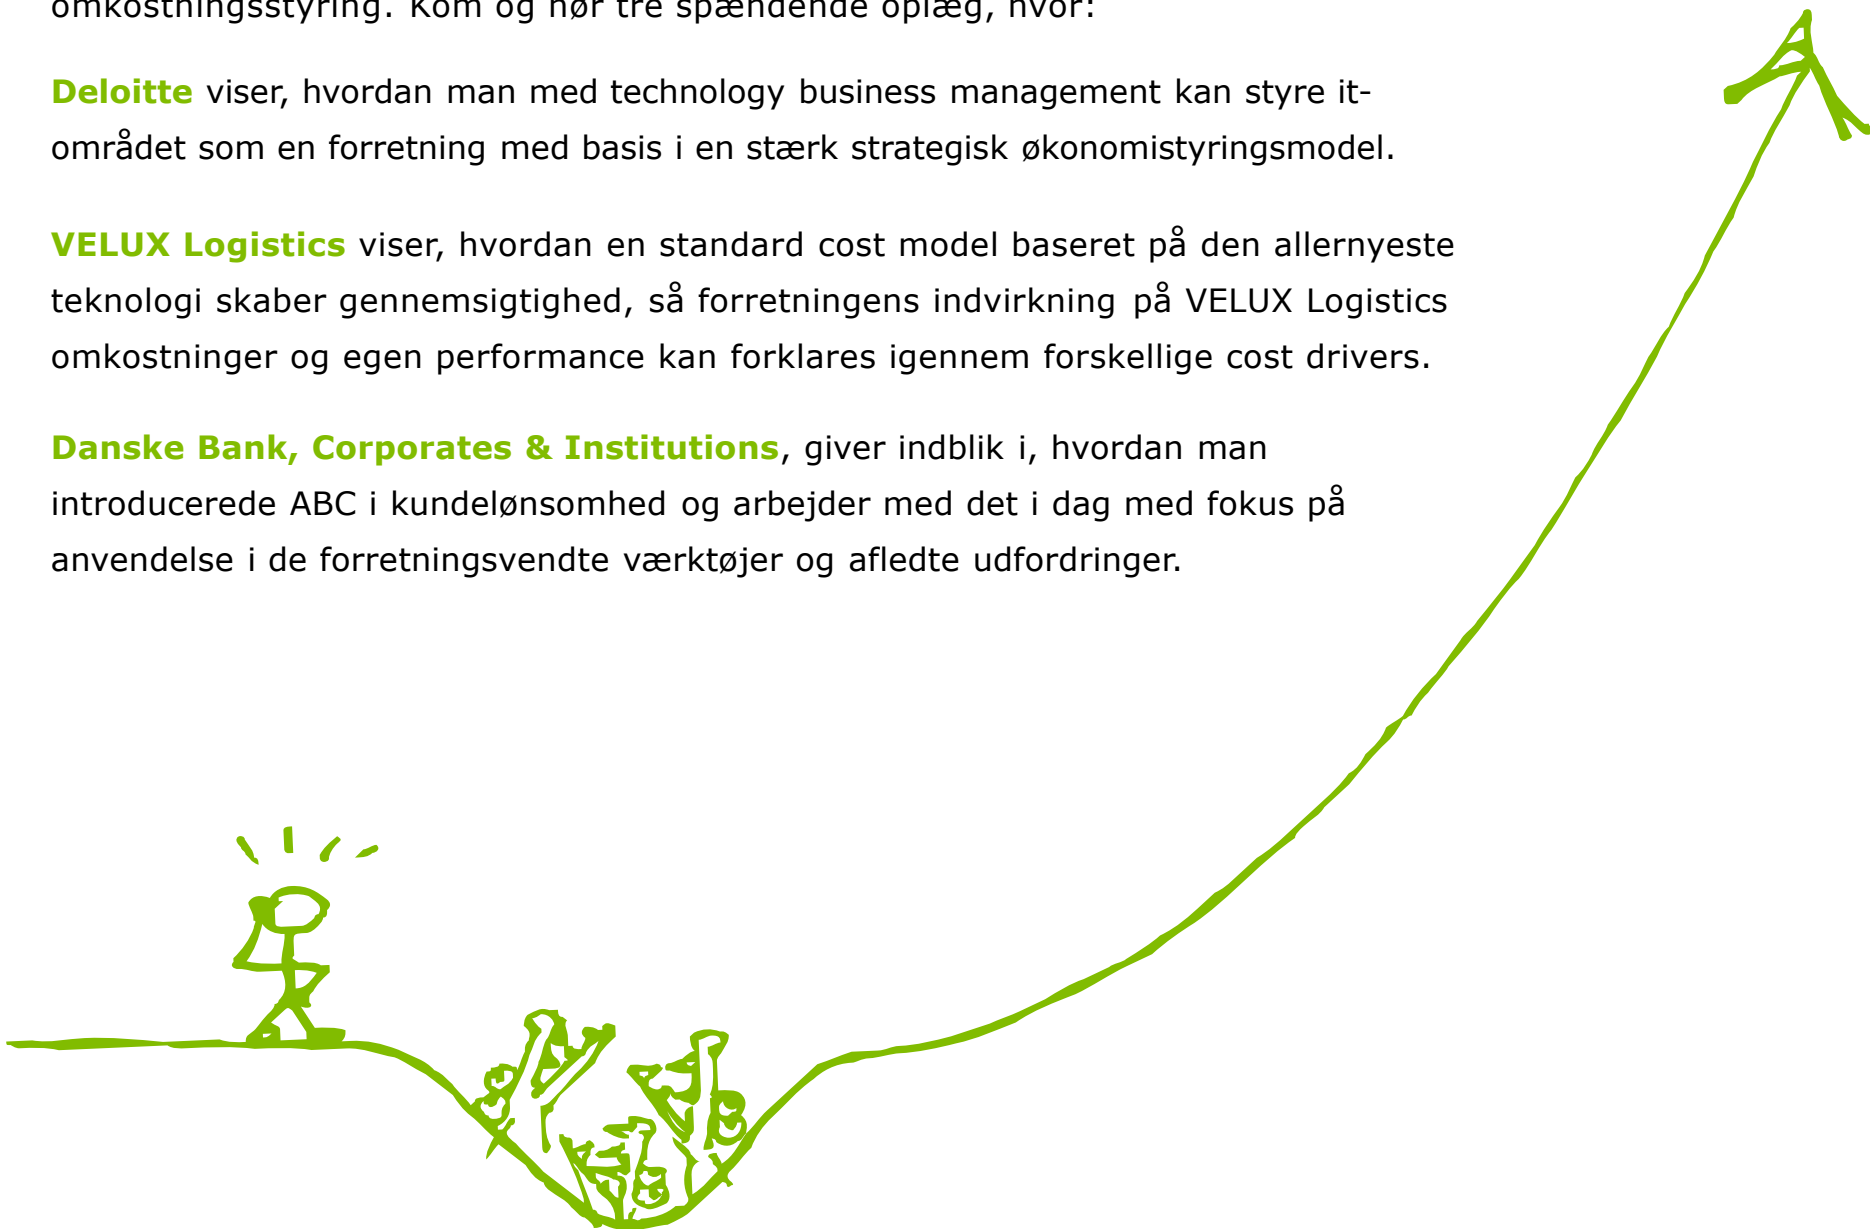 omkostningsstyring. Kom og hør tre spændende oplæg, hvor:
Deloitte viser, hvordan man med technology business management kan styre it-
området som en forretning med basis i en stærk strategisk økonomistyringsmodel.
VELUX Logistics viser, hvordan en standard cost model baseret på den allernyeste
teknologi skaber gennemsigtighed, så forretningens indvirkning på VELUX Logistics
omkostninger og egen performance kan forklares igennem forskellige cost drivers.
Danske Bank, Corporates & Institutions, giver indblik i, hvordan man
introducerede ABC i kundelønsomhed og arbejder med det i dag med fokus på
anvendelse i de forretningsvendte værktøjer og afledte udfordringer.